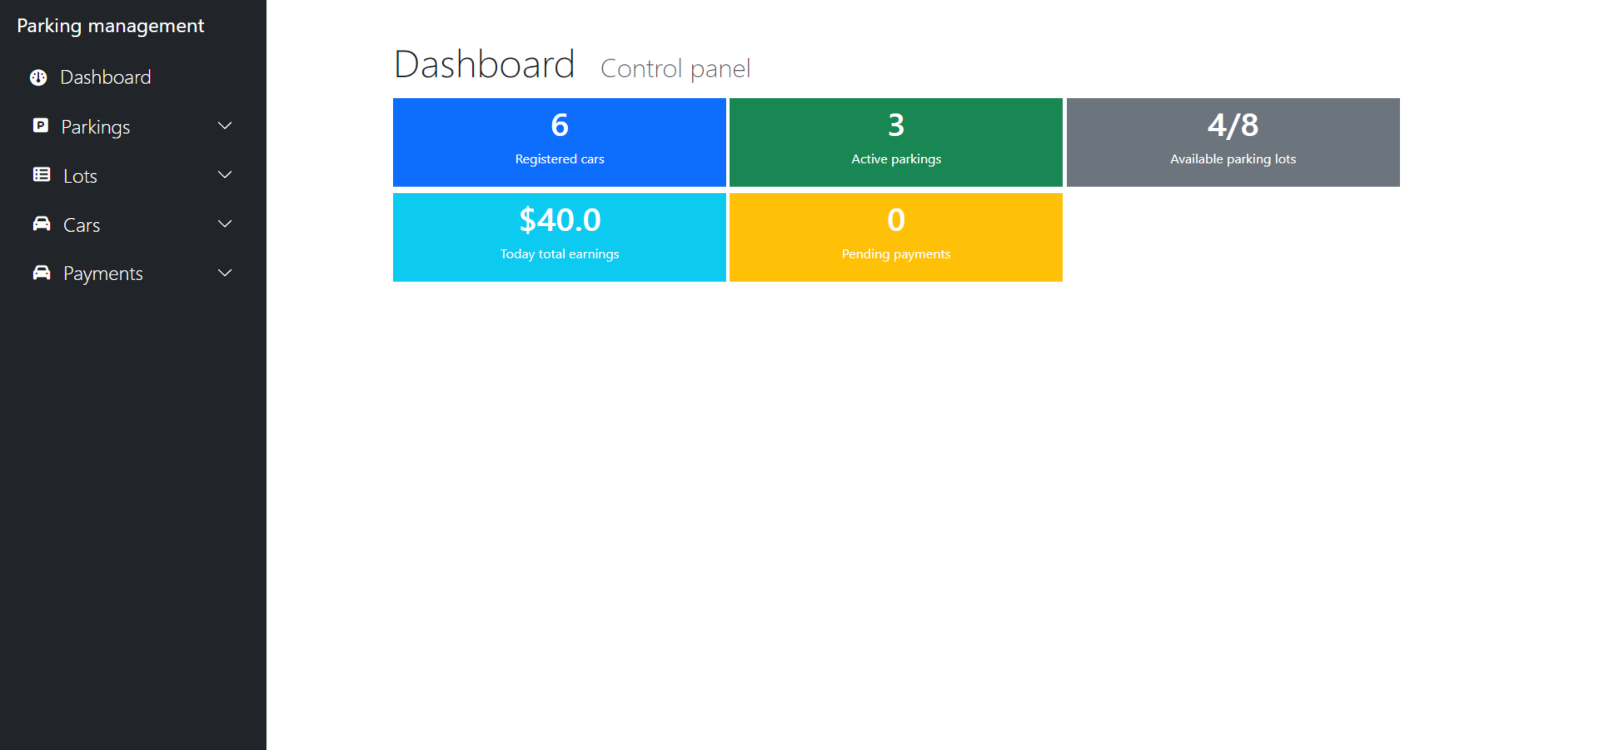 Parking management
Dashboard
Parkings
Lots
Cars
Payments
Dashboard Control panel
6
Registered cars
3
Active parkings
4/8
Available parking lots
$40.0
Today total earnings
0
Pending payments